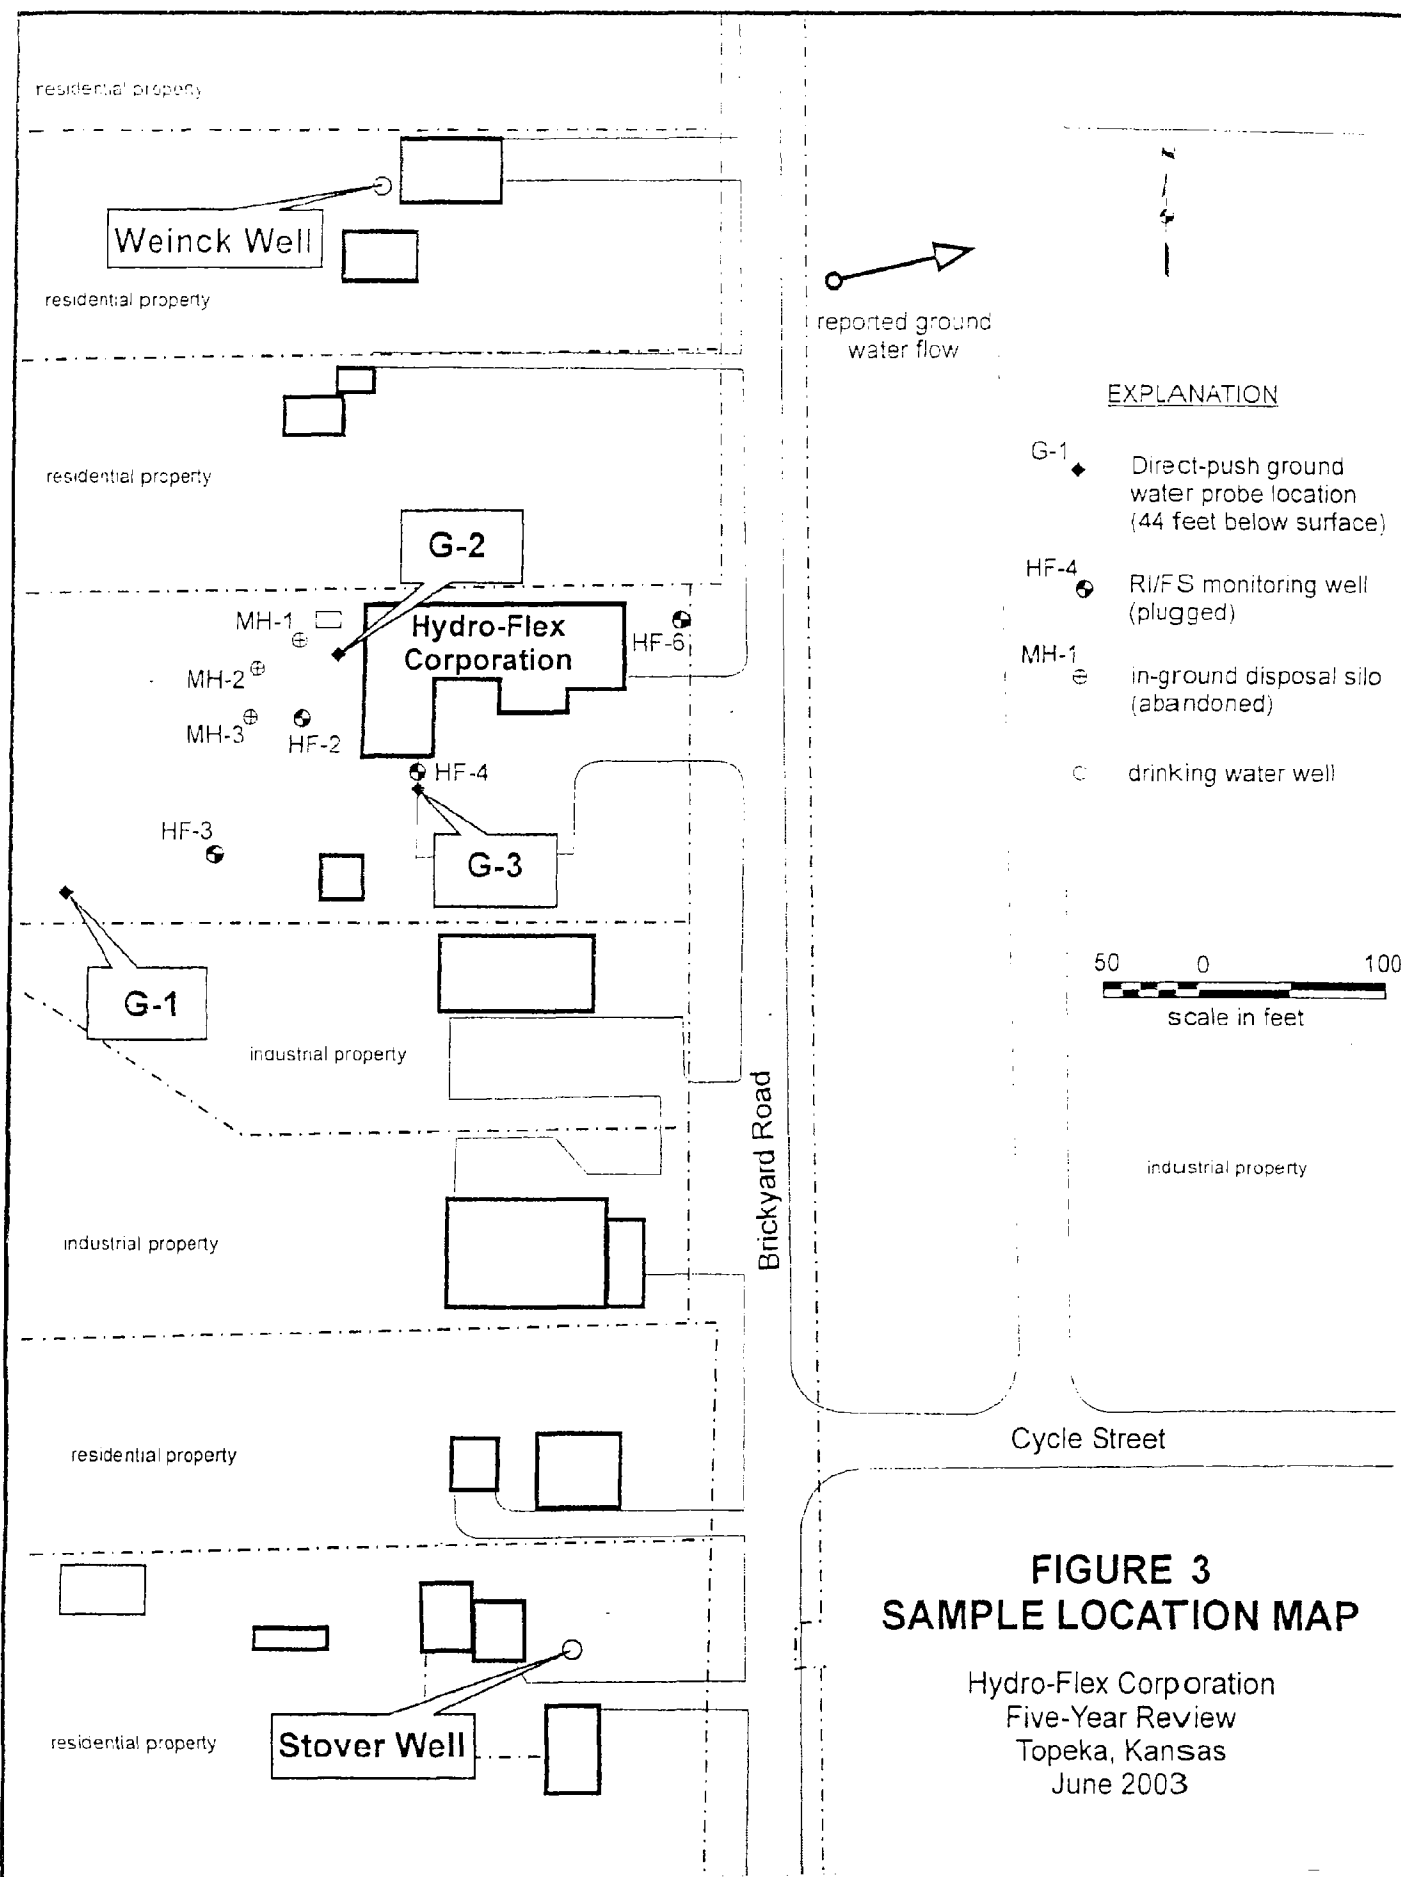 residential property
Weinck Well
residential property
reported ground
water flow
N
EXPLANATION
G-1
Direct-push ground
water probe location
(44 feet below surface)
HF-4
RI/FS monitoring well
(plugged)
MH-1
in-ground disposal silo
(abandoned)
drinking water well
residential property
G-2
MH-1
Hydro-Flex
Corporation
HF-6
MH-2
MH-3
HF-2
HF-4
HF-3
G-3
G-1
50 0 100
scale in feet
industrial property
Brickyard Road
industrial property
industrial property
Cycle Street
residential property
FIGURE 3
SAMPLE LOCATION MAP
Hydro-Flex Corporation
Five-Year Review
Topeka, Kansas
June 2003
Stover Well
residential property